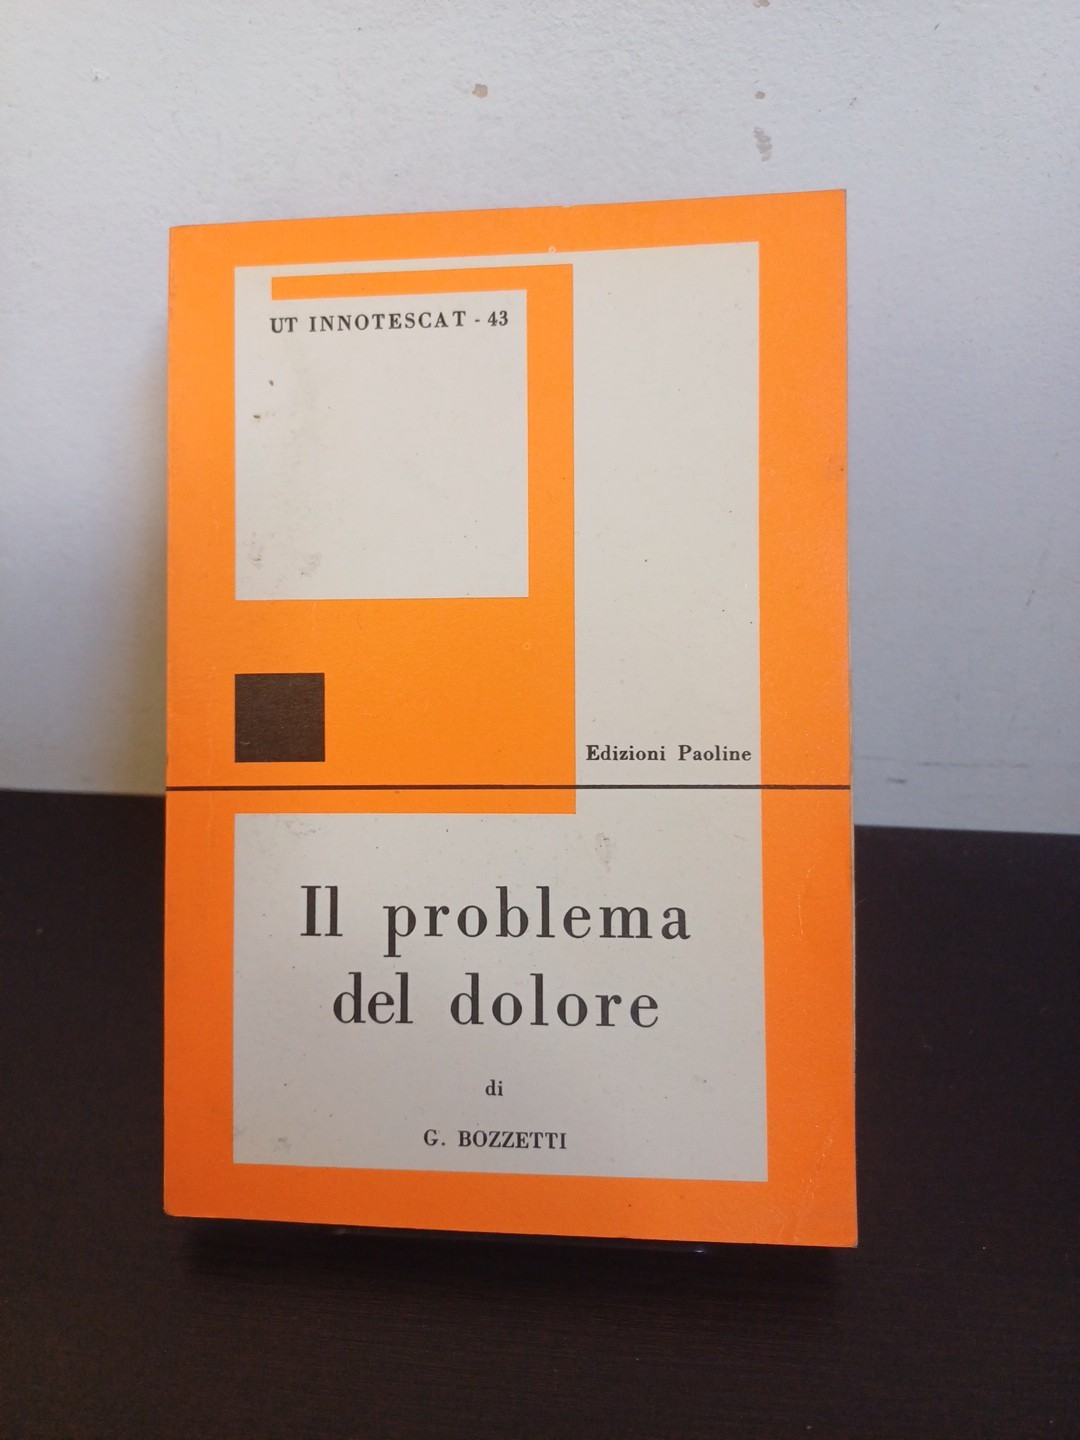 UT INNOTESCAT - 43
Edizioni Paoline
Il problema
del dolore
di
G. BOZZETTI